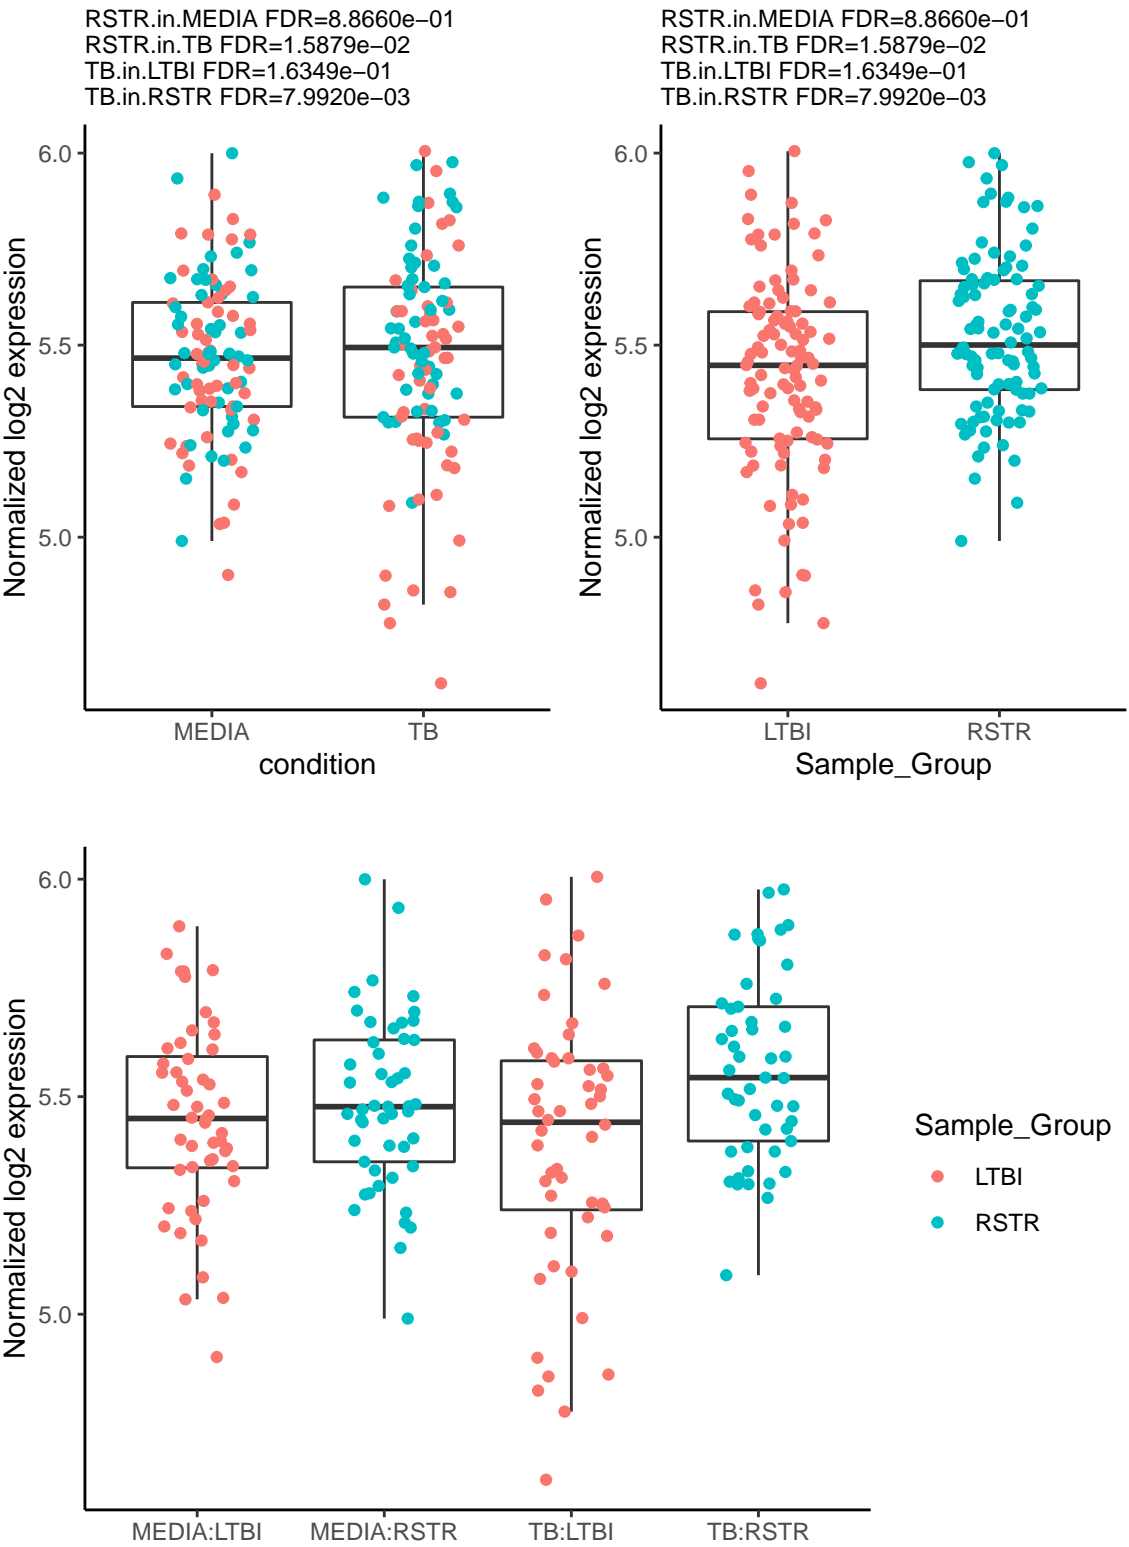 RSTR.in.MEDIA FDR=8.8660e−01
RSTR.in.TB FDR=1.5879e−02
TB.in.LTBI FDR=1.6349e−01
TB.in.RSTR FDR=7.9920e−03
Normalized log2 expression
6.0
5.5
5.0
MEDIA TB
condition
RSTR.in.MEDIA FDR=8.8660e−01
RSTR.in.TB FDR=1.5879e−02
TB.in.LTBI FDR=1.6349e−01
TB.in.RSTR FDR=7.9920e−03
Normalized log2 expression
6.0
5.5
5.0
LTBI RSTR
Sample_Group
Normalized log2 expression
6.0
5.5
5.0
MEDIA:LTBI MEDIA:RSTR TB:LTBI TB:RSTR
Sample_Group
LTBI
RSTR